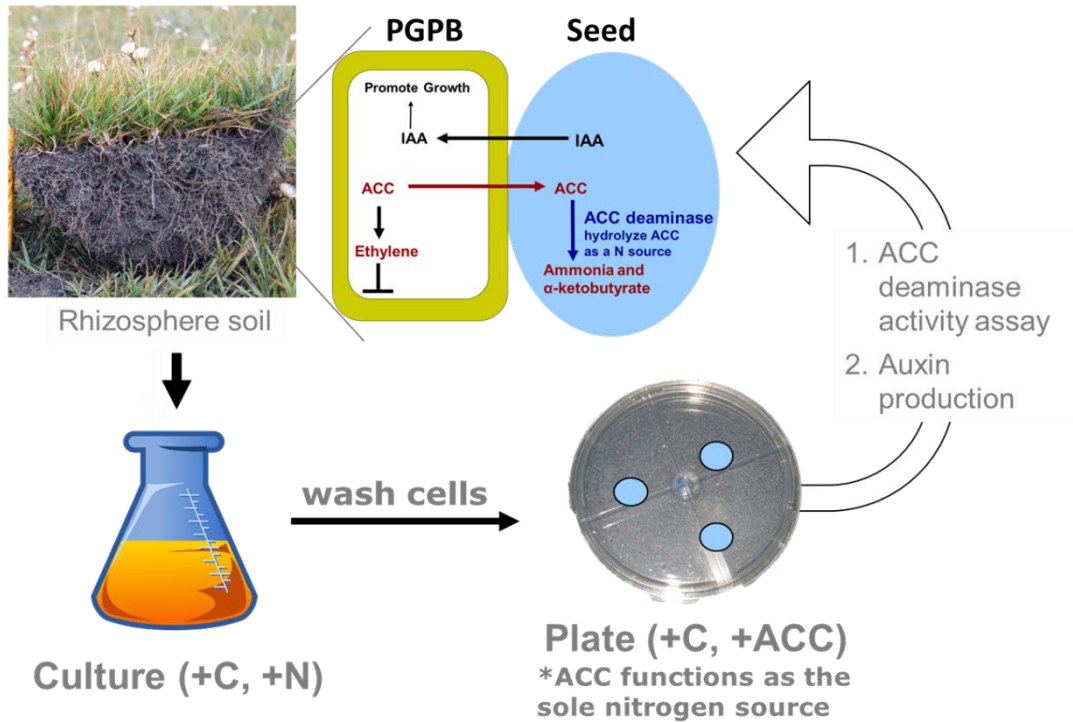 PGPB
Seed
Promote Growth
IAA
IAA
ACC
ACC
ACC deaminase
hydrolyze ACC
as a N source
Ethylene
Ammonia and
α-ketobutyrate
Rhizosphere soil
1. ACC
deaminase
activity assay
2. Auxin
production
wash cells
Culture (+C, +N)
Plate (+C, +ACC)
*ACC functions as the
sole nitrogen source